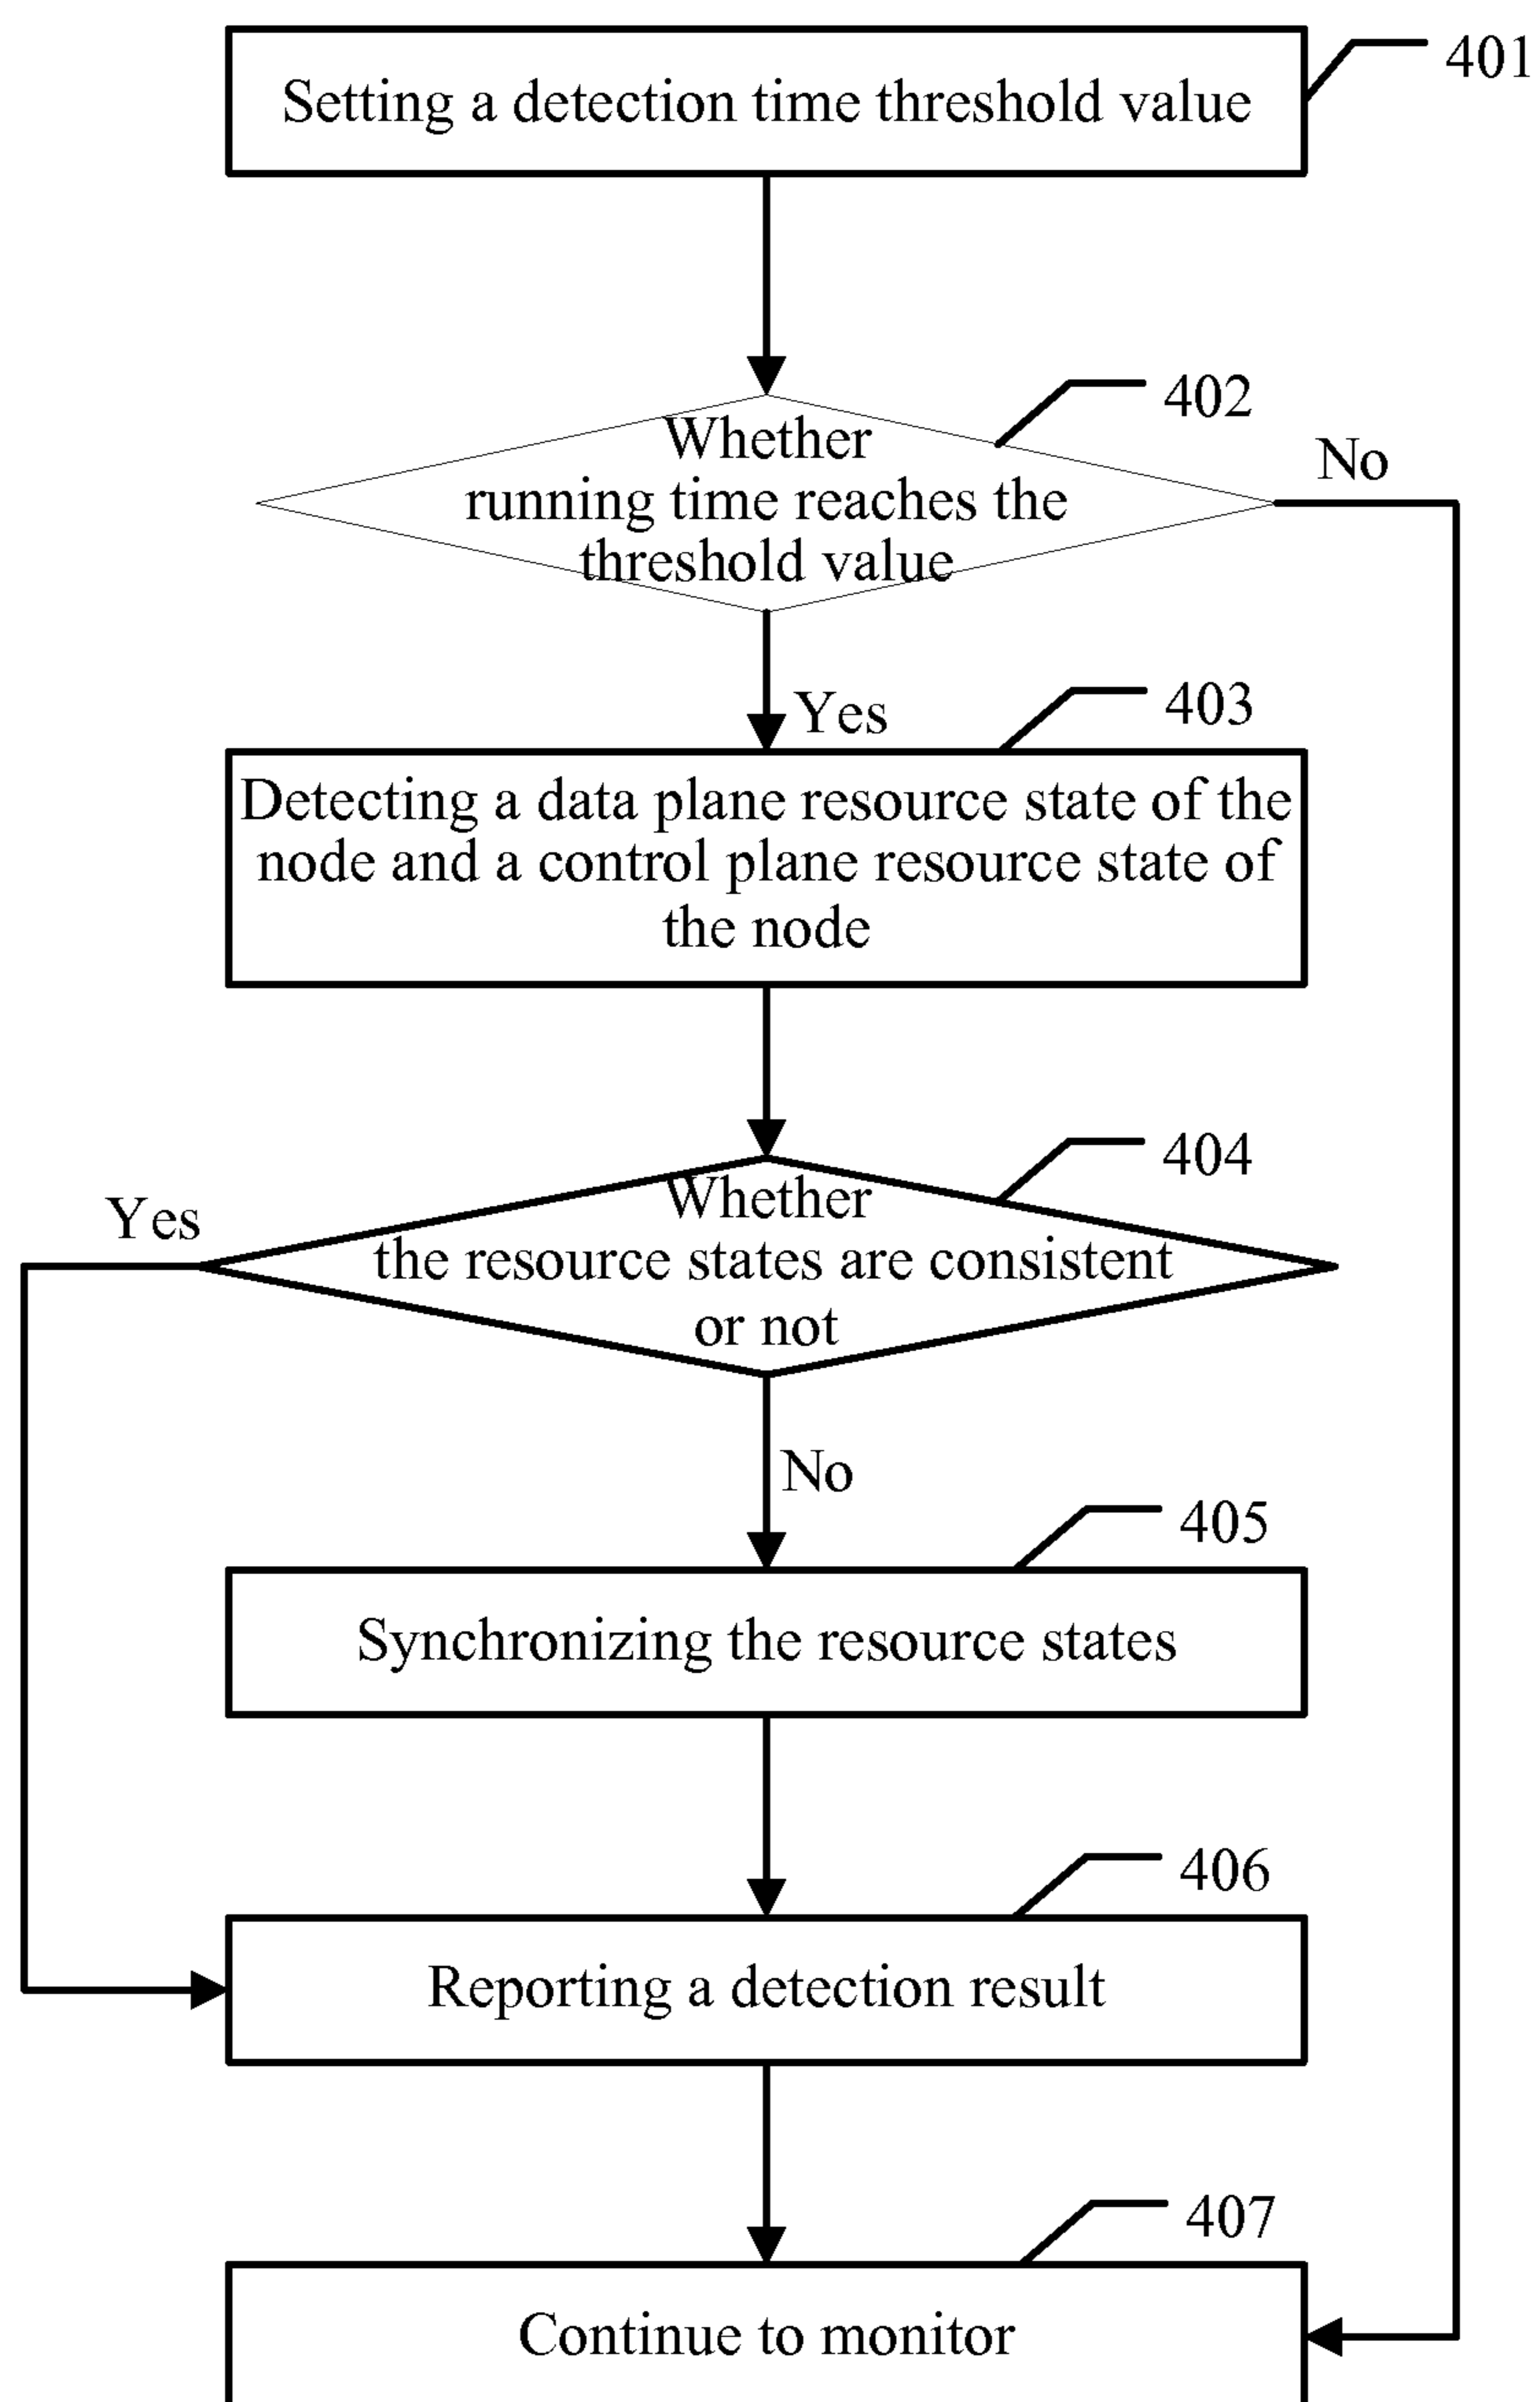 Setting a detection time threshold value
401
402
Whether
running time reaches the
threshold value
No
Yes
403
Detecting a data plane resource state of the
node and a control plane resource state of
the node
404
Yes
Whether
the resource states are consistent
or not
No
405
Synchronizing the resource states
406
Reporting a detection result
407
Continue to monitor